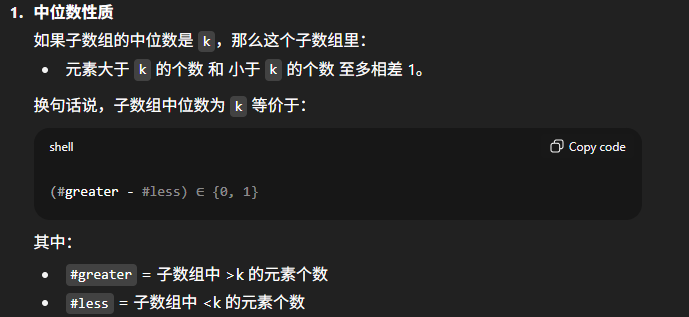 1. 中位数性质
如果子数组的中位数是 k，那么这个子数组里：
• 元素大于 k 的个数 和 小于 k 的个数 至多相差 1。
换句话说，子数组中位数为 k 等价于：
shell Copy code
(#greater - #less) ∈ {0, 1}
其中：
• #greater = 子数组中 >k 的元素个数
• #less = 子数组中 <k 的元素个数